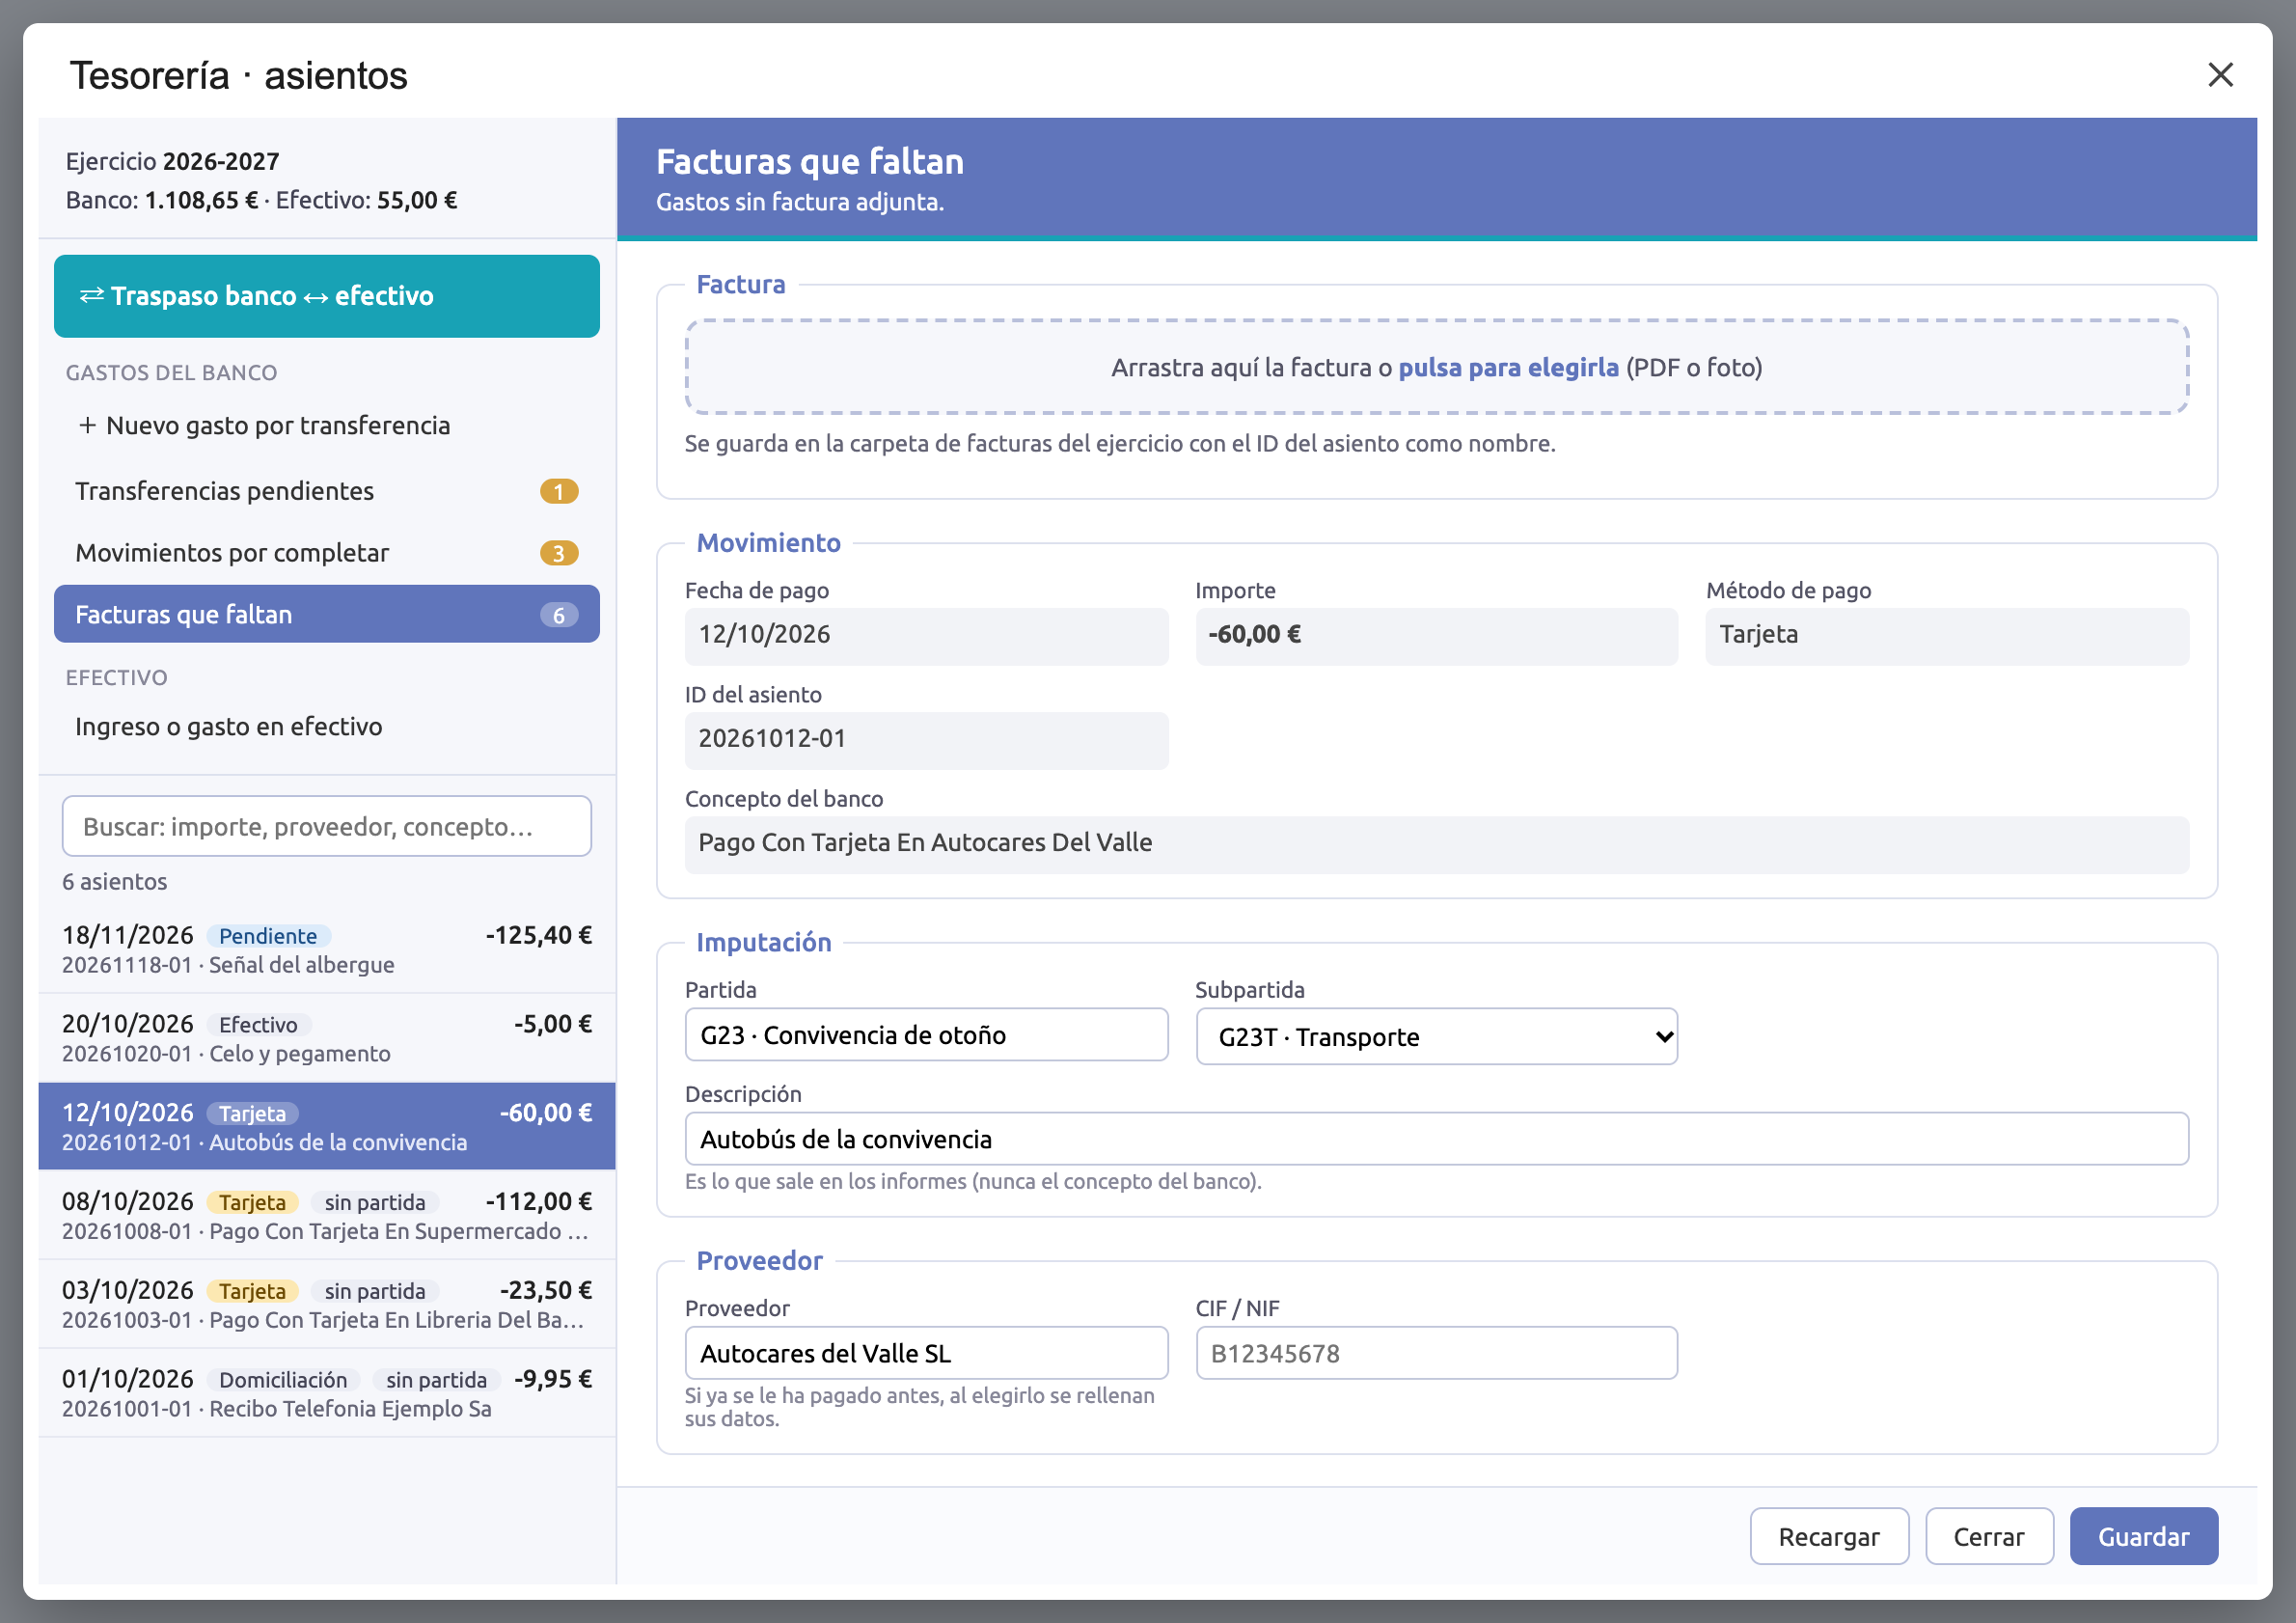 Tesorería · asientos
Ejercicio 2026-2027
Banco: 1.108,65 € · Efectivo: 55,00 €
⇄ Traspaso banco ↔ efectivo
GASTOS DEL BANCO
+ Nuevo gasto por transferencia
Transferencias pendientes 1
Movimientos por completar 3
Facturas que faltan 6
EFECTIVO
Ingreso o gasto en efectivo
Buscar: importe, proveedor, concepto…
6 asientos
18/11/2026 Pendiente -125,40 €
20261118-01 · Señal del albergue
20/10/2026 Efectivo -5,00 €
20261020-01 · Celo y pegamento
12/10/2026 Tarjeta -60,00 €
20261012-01 · Autobús de la convivencia
08/10/2026 Tarjeta sin partida -112,00 €
20261008-01 · Pago Con Tarjeta En Supermercado …
03/10/2026 Tarjeta sin partida -23,50 €
20261003-01 · Pago Con Tarjeta En Libreria Del Ba…
01/10/2026 Domiciliación sin partida -9,95 €
20261001-01 · Recibo Telefonia Ejemplo Sa
Facturas que faltan
Gastos sin factura adjunta.
Factura
Arrastra aquí la factura o pulsa para elegirla (PDF o foto)
Se guarda en la carpeta de facturas del ejercicio con el ID del asiento como nombre.
Movimiento
Fecha de pago Importe Método de pago
12/10/2026 -60,00 € Tarjeta
ID del asiento
20261012-01
Concepto del banco
Pago Con Tarjeta En Autocares Del Valle
Imputación
Partida Subpartida
G23 · Convivencia de otoño G23T · Transporte
Descripción
Autobús de la convivencia
Es lo que sale en los informes (nunca el concepto del banco).
Proveedor
Proveedor CIF / NIF
Autocares del Valle SL B12345678
Si ya se le ha pagado antes, al elegirlo se rellenan
sus datos.
Recargar Cerrar Guardar